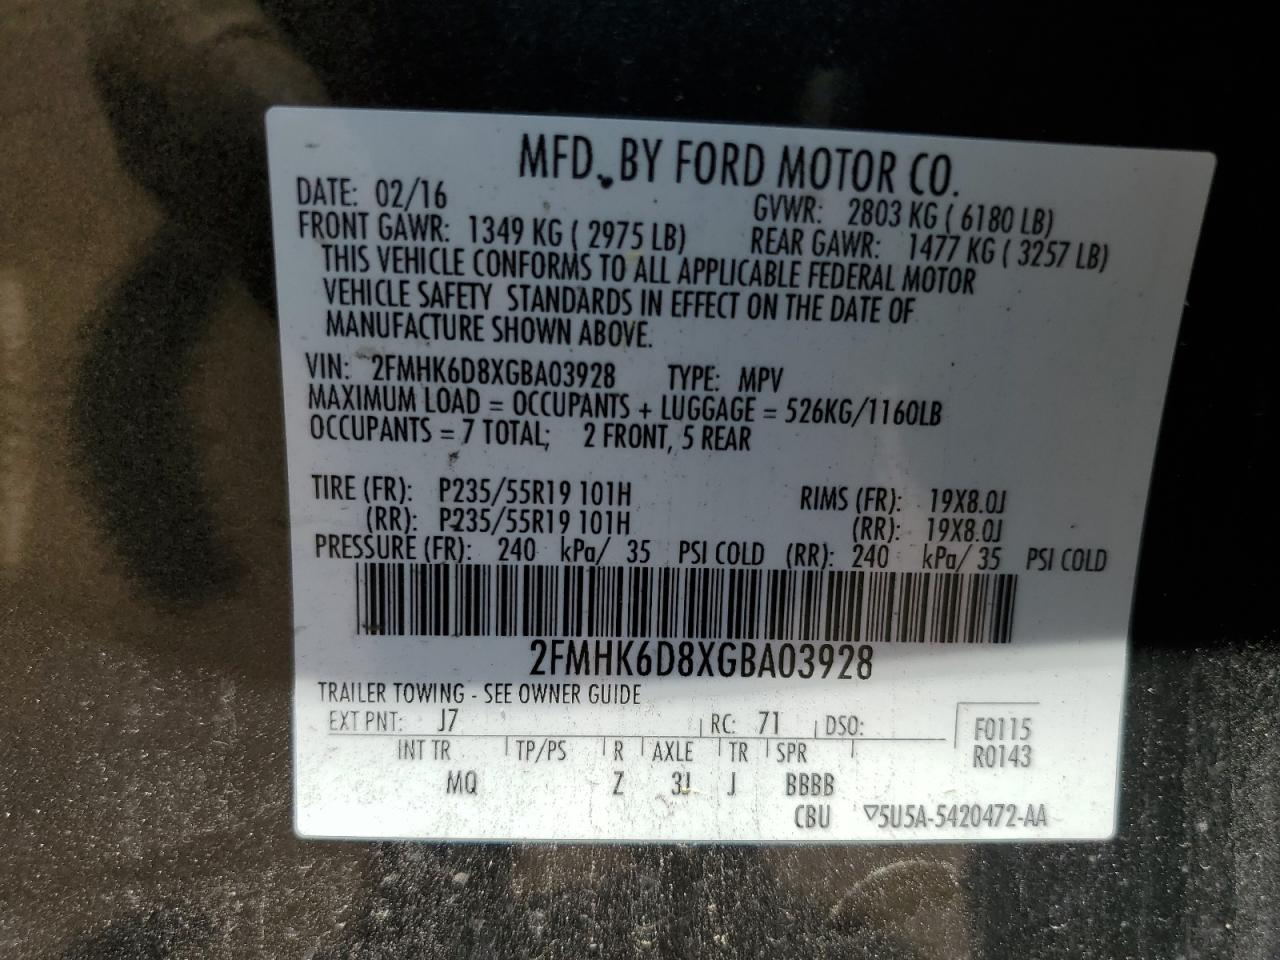 MFD. BY FORD MOTOR CO.
DATE: 02/16 GVWR: 2803 KG ( 6180 LB)
FRONT GAWR: 1349 KG ( 2975 LB) REAR GAWR: 1477 KG ( 3257 LB)
THIS VEHICLE CONFORMS TO ALL APPLICABLE FEDERAL MOTOR
VEHICLE SAFETY STANDARDS IN EFFECT ON THE DATE OF
MANUFACTURE SHOWN ABOVE.
VIN: 2FMHK6D8XGBA03928 TYPE: MPV
MAXIMUM LOAD = OCCUPANTS + LUGGAGE = 526KG/1160LB
OCCUPANTS = 7 TOTAL; 2 FRONT, 5 REAR
TIRE (FR): P235/55R19 101H RIMS (FR): 19X8.0J
(RR): P235/55R19 101H (RR): 19X8.0J
PRESSURE (FR): 240 kPa/ 35 PSI COLD (RR): 240 kPa/ 35 PSI COLD
2FMHK6D8XGBA03928
TRAILER TOWING - SEE OWNER GUIDE
EXT PNT: J7 RC: 71 DSO: F0115
R0143
INT TR TP/PS R AXLE TR SPR
MQ Z 3J J BBBB
CBU ▽5U5A-5420472-AA